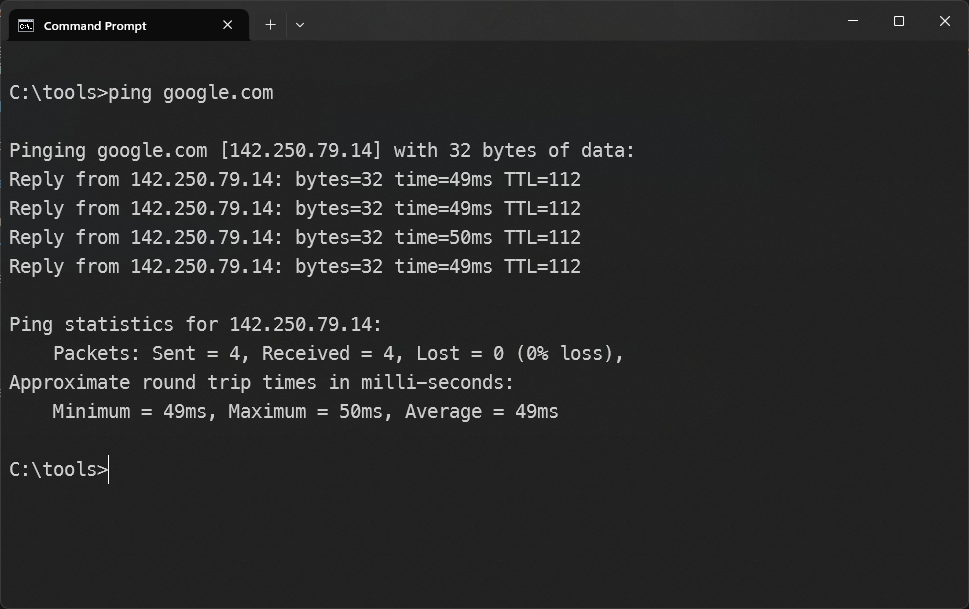 Command Prompt
C:\tools>ping google.com
Pinging google.com [142.250.79.14] with 32 bytes of data:
Reply from 142.250.79.14: bytes=32 time=49ms TTL=112
Reply from 142.250.79.14: bytes=32 time=49ms TTL=112
Reply from 142.250.79.14: bytes=32 time=50ms TTL=112
Reply from 142.250.79.14: bytes=32 time=49ms TTL=112
Ping statistics for 142.250.79.14:
    Packets: Sent = 4, Received = 4, Lost = 0 (0% loss),
Approximate round trip times in milli-seconds:
    Minimum = 49ms, Maximum = 50ms, Average = 49ms
C:\tools>